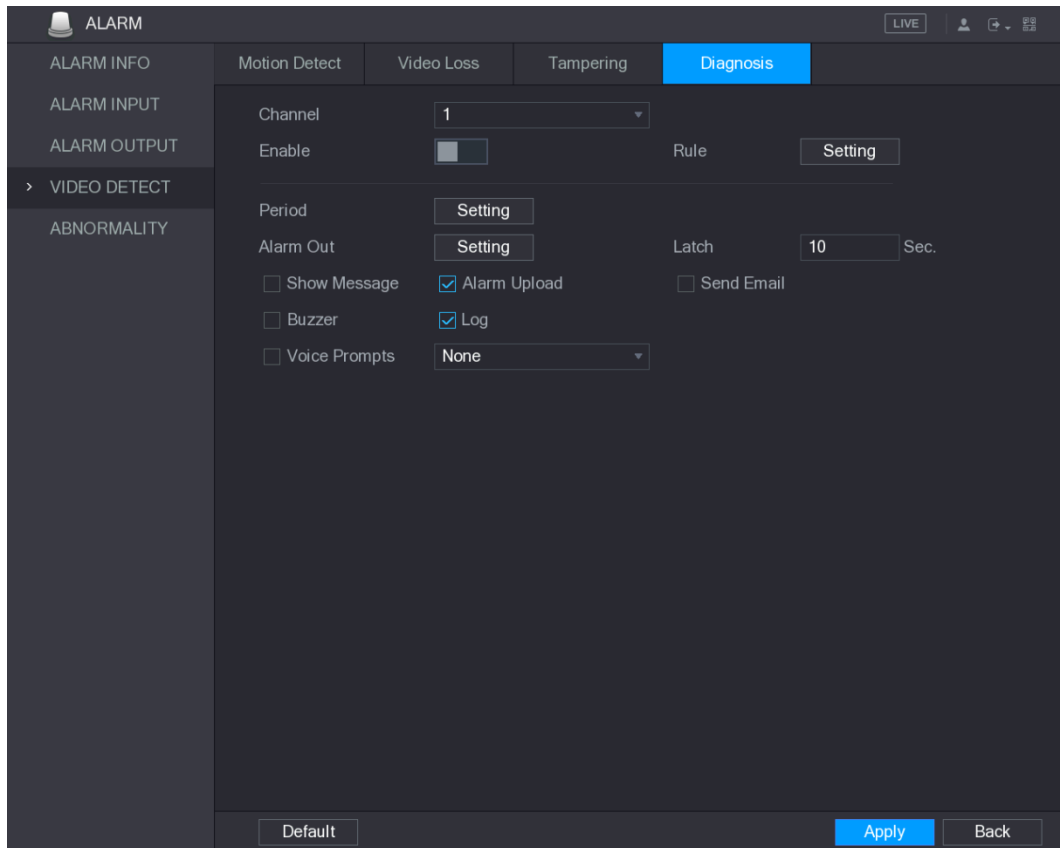 ALARM LIVE
ALARM INFO
ALARM INPUT
ALARM OUTPUT
> VIDEO DETECT
ABNORMALITY
Motion Detect Video Loss Tampering Diagnosis
Channel 1
Enable Rule Setting
Period Setting
Alarm Out Setting Latch 10 Sec.
Show Message Alarm Upload Send Email
Buzzer Log
Voice Prompts None
Default Apply Back